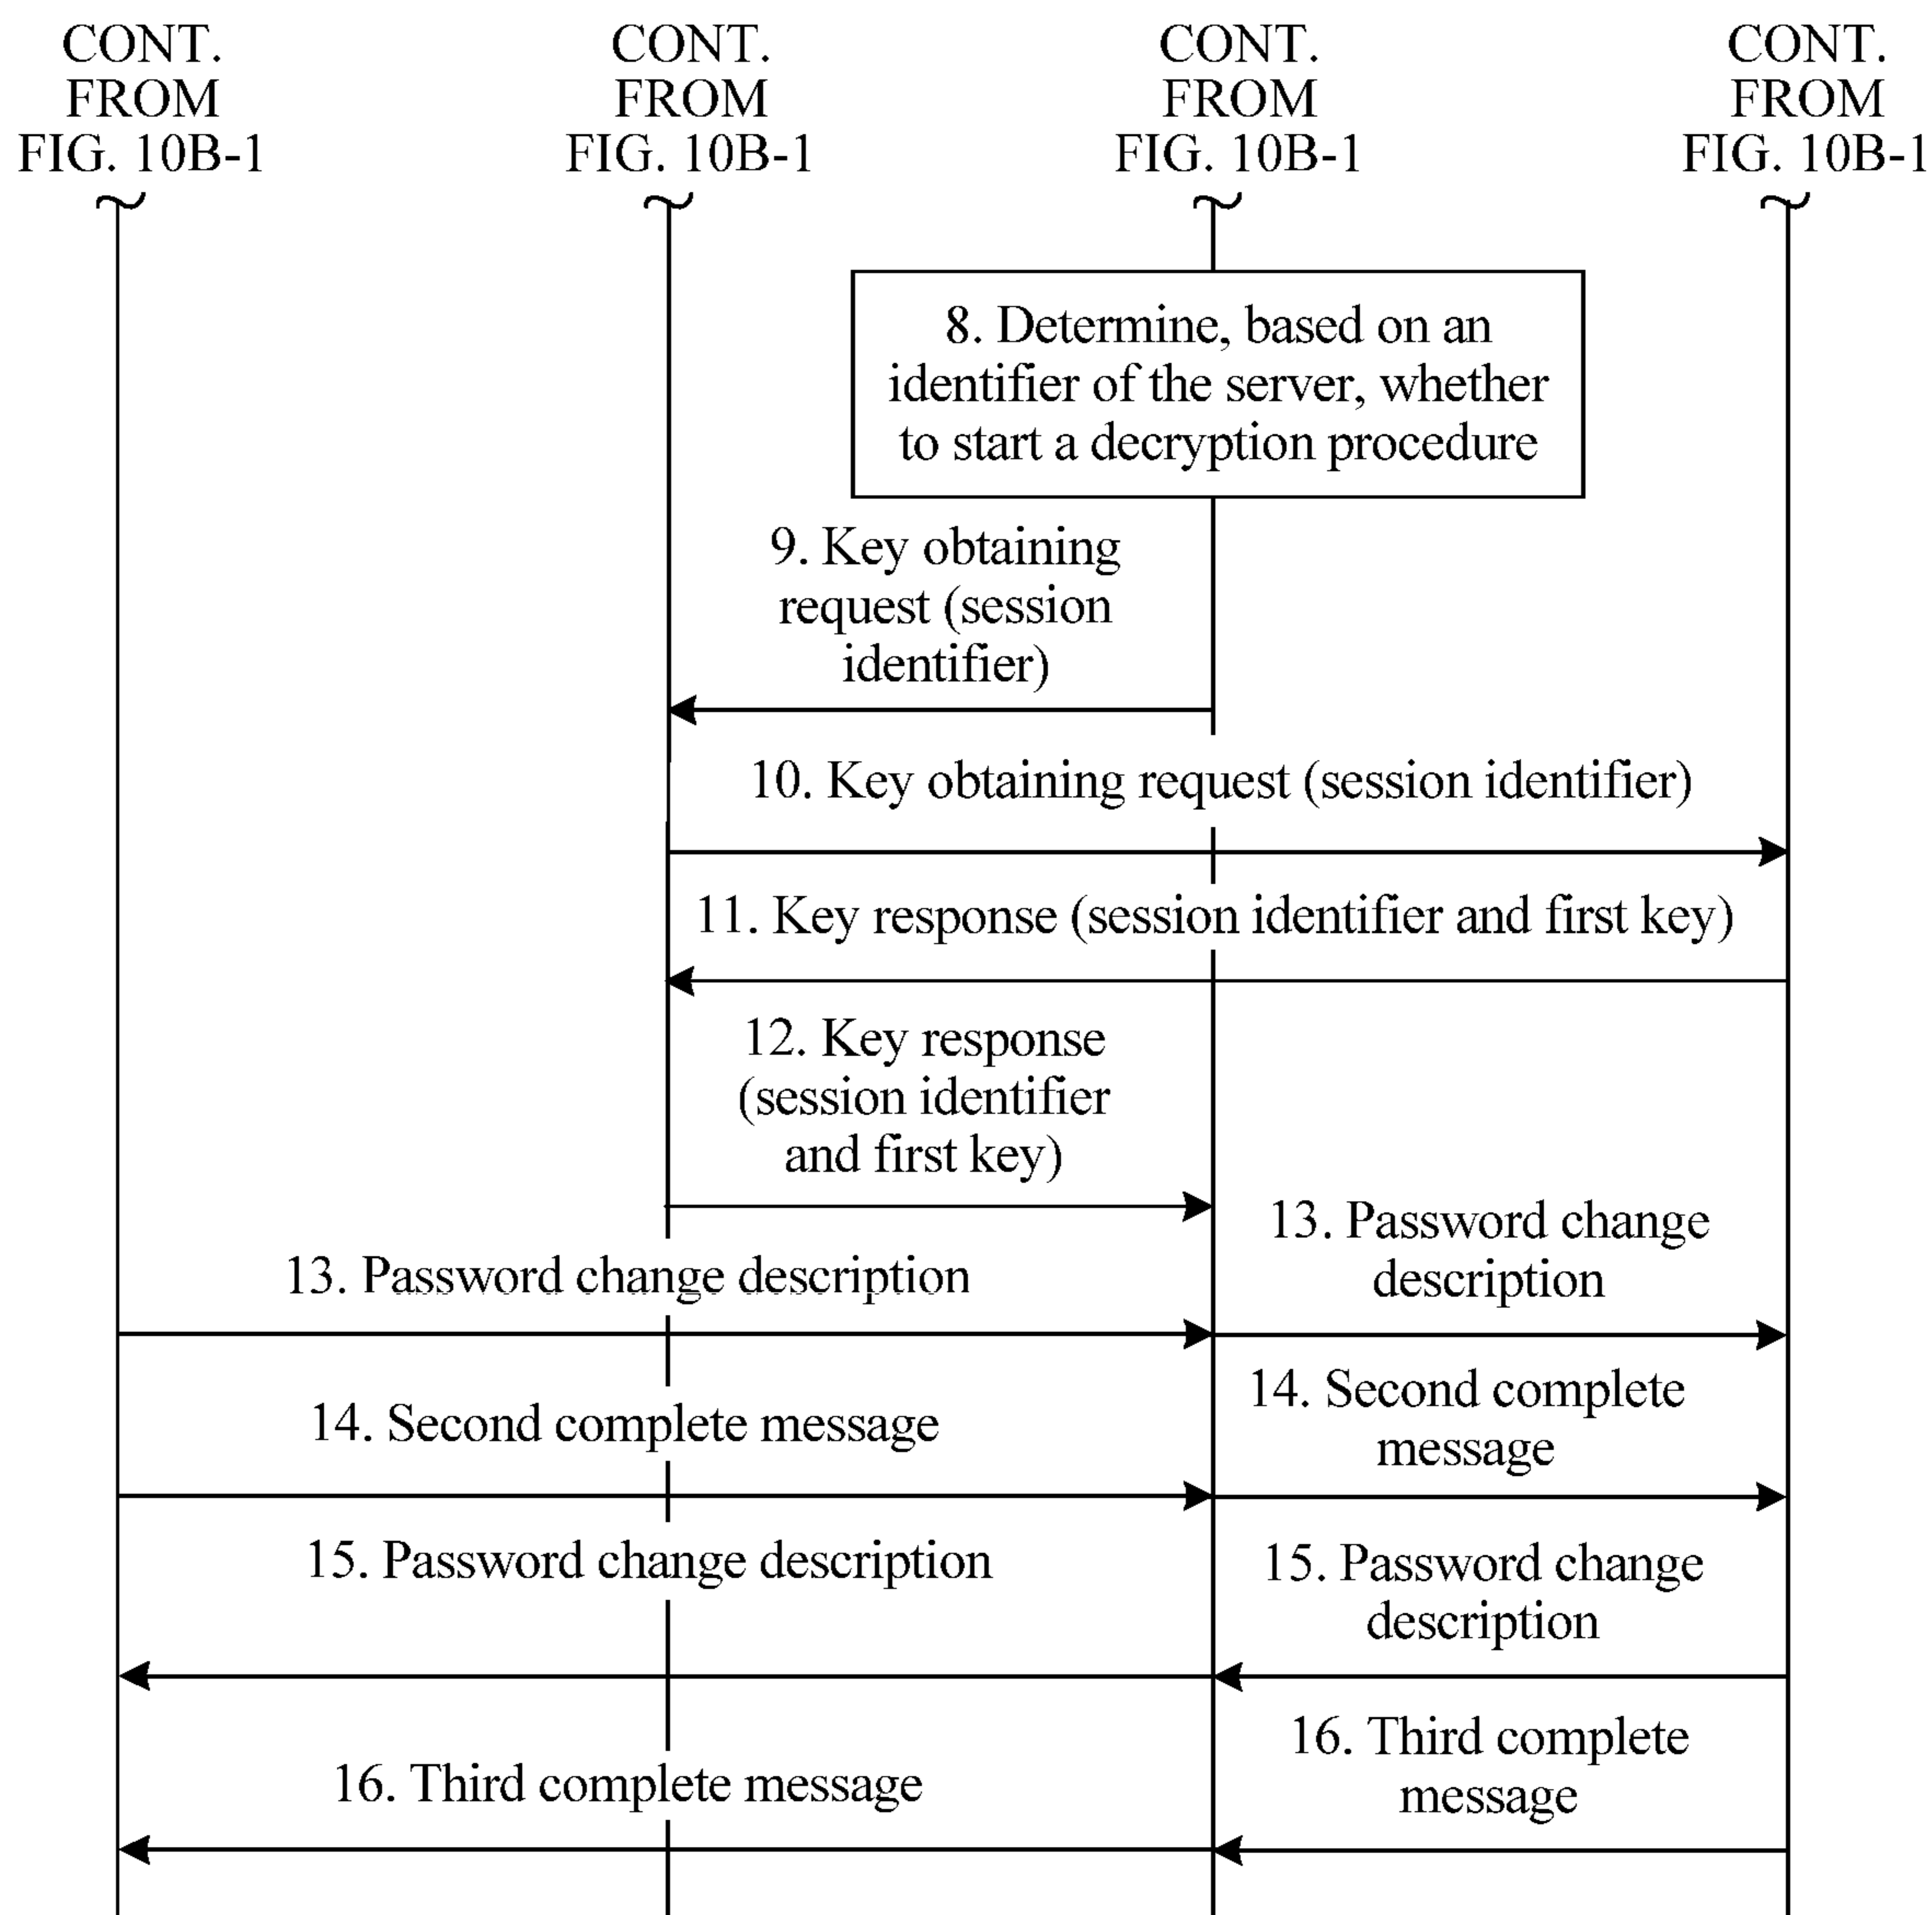 CONT.
FROM
FIG. 10B-1
CONT.
FROM
FIG. 10B-1
CONT.
FROM
FIG. 10B-1
CONT.
FROM
FIG. 10B-1
8. Determine, based on an
identifier of the server, whether
to start a decryption procedure
9. Key obtaining
request (session
identifier)
10. Key obtaining request (session identifier)
11. Key response (session identifier and first key)
12. Key response
(session identifier
and first key)
13. Password change description
13. Password change
description
14. Second complete message
14. Second complete
message
15. Password change description
15. Password change
description
16. Third complete message
16. Third complete
message